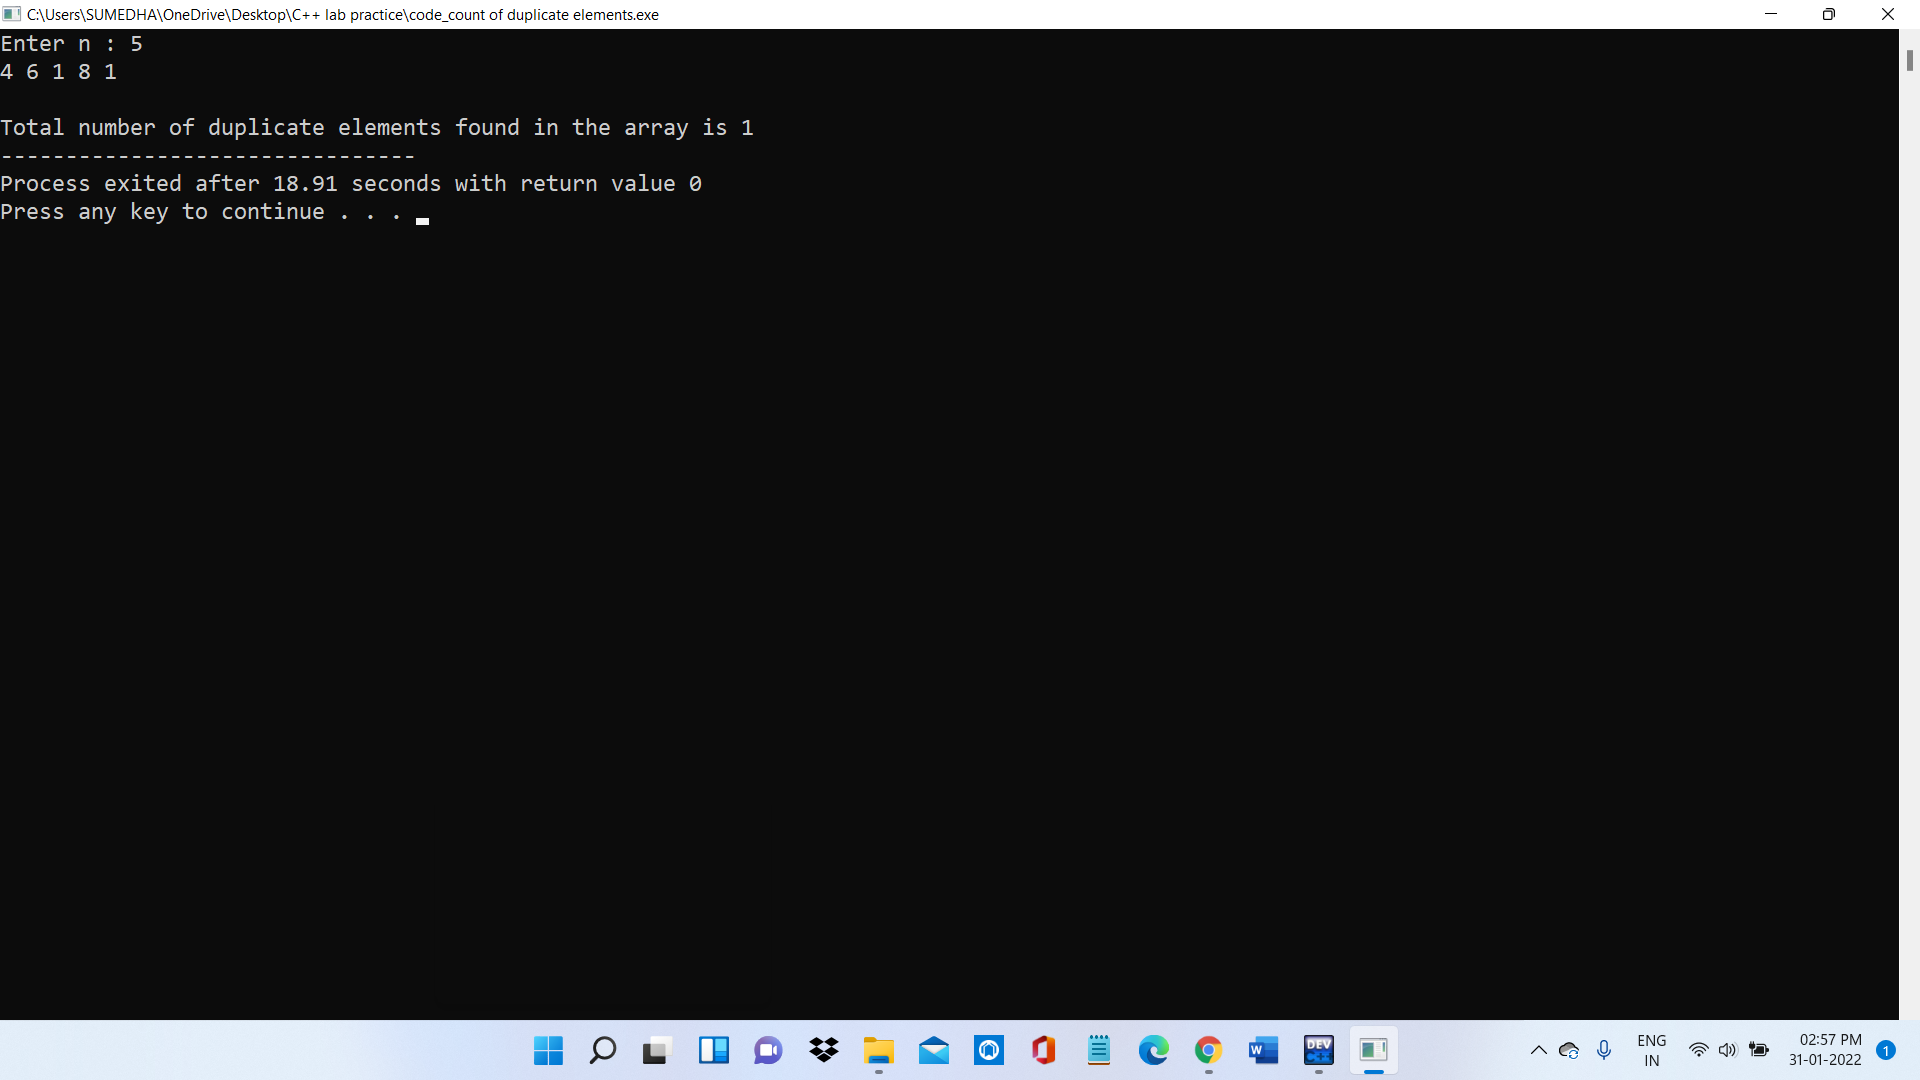 C:\Users\SUMEDHA\OneDrive\Desktop\C++ lab practice\code_count of duplicate elements.exe
Enter n : 5
4 6 1 8 1
Total number of duplicate elements found in the array is 1
--------------------------------
Process exited after 18.91 seconds with return value 0
Press any key to continue . . .
W
DEV
C++
ENG
IN
02:57 PM
31-01-2022
1